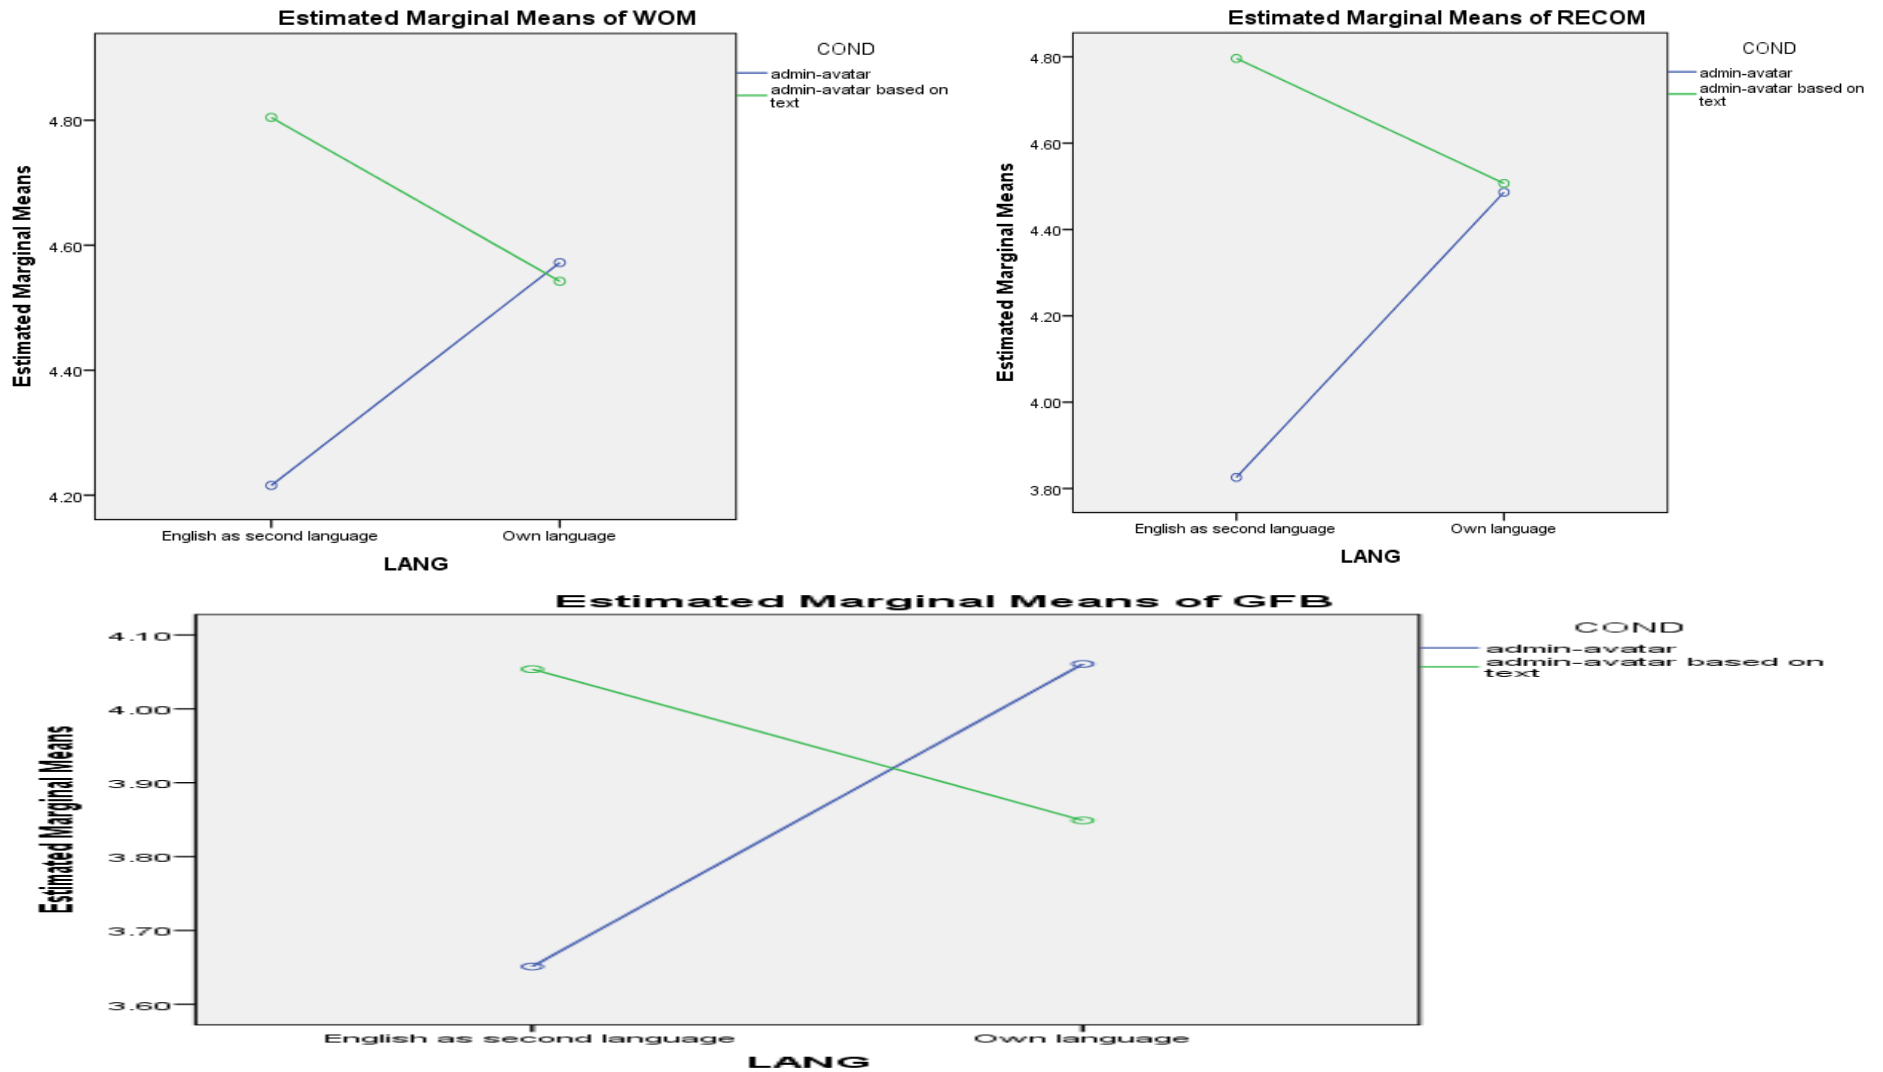 Estimated Marginal Means of WOM
Estimated Marginal Means
4.80
4.60
4.40
4.20
English as second language
Own language
LANG
COND
admin-avatar
admin-avatar based on
text
Estimated Marginal Means of RECOM
Estimated Marginal Means
4.80
4.60
4.40
4.20
4.00
3.80
English as second language
Own language
LANG
COND
admin-avatar
admin-avatar based on
text
Estimated Marginal Means of GFB
Estimated Marginal Means
4.10
4.00
3.90
3.80
3.70
3.60
English as second language
Own language
LANG
COND
admin-avatar
admin-avatar based on
text